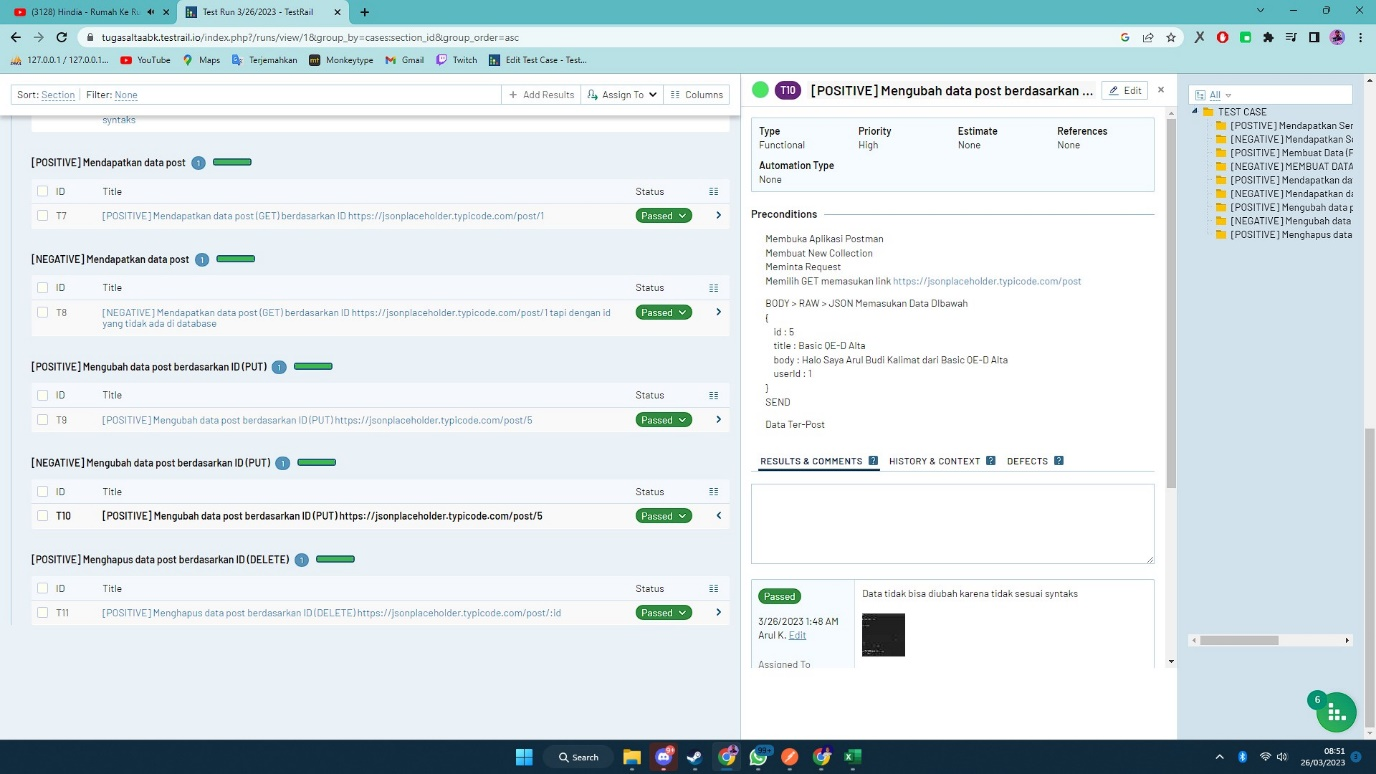 (3128) Hindia - Rumah Ke Ru
Test Run 3/26/2023 - TestRail
tugasaltaabk.testrail.io/index.php?/runs/view/1&group_by=cases:section_id&group_order=asc
127.0.0.1 / 127.0.0.1...
YouTube
Maps
Terjemahkan
Monkeytype
Gmail
Twitch
Edit Test Case - Test...
Sort: Section
Filter: None
Add Results
Assign To
Columns
syntaks
[POSITIVE] Mendapatkan data post 1
ID Title Status
T7 [POSITIVE] Mendapatkan data post (GET) berdasarkan ID https://jsonplaceholder.typicode.com/post/1 Passed
[NEGATIVE] Mendapatkan data post 1
ID Title Status
T8 [NEGATIVE] Mendapatkan data post (GET) berdasarkan ID https://jsonplaceholder.typicode.com/post/1 tapi dengan id Passed
yang tidak ada di database
[POSITIVE] Mengubah data post berdasarkan ID (PUT) 1
ID Title Status
T9 [POSITIVE] Mengubah data post berdasarkan ID (PUT) https://jsonplaceholder.typicode.com/post/5 Passed
[NEGATIVE] Mengubah data post berdasarkan ID (PUT) 1
ID Title Status
T10 [POSITIVE] Mengubah data post berdasarkan ID (PUT) https://jsonplaceholder.typicode.com/post/5 Passed
[POSITIVE] Menghapus data post berdasarkan ID (DELETE) 1
ID Title Status
T11 [POSITIVE] Menghapus data post berdasarkan ID (DELETE) https://jsonplaceholder.typicode.com/post/:id Passed
T10 [POSITIVE] Mengubah data post berdasarkan ... Edit
Type Priority Estimate References
Functional High None None
Automation Type
None
Preconditions
Membuka Aplikasi Postman
Membuat New Collection
Meminta Request
Memilih GET memasukan link https://jsonplaceholder.typicode.com/post
BODY > RAW > JSON Memasukan Data DIbawah
{
id : 5
title : Basic QE-D Alta
body : Halo Saya Arul Budi Kalimat dari Basic QE-D Alta
userId : 1
}
SEND
Data Ter-Post
RESULTS & COMMENTS ? HISTORY & CONTEXT ? DEFECTS ?
Passed
3/26/2023 1:48 AM
Arul K. Edit
Assigned To
Data tidak bisa diubah karena tidak sesuai syntaks
All
TEST CASE
[POSTIVE] Mendapatkan Ser
[NEGATIVE] Mendapatkan S
[POSITIVE] Membuat Data (P
[NEGATIVE] MEMBUAT DATA
[POSITIVE] Mendapatkan da
[NEGATIVE] Mendapatkan da
[POSITIVE] Mengubah data p
[NEGATIVE] Mengubah data
[POSITIVE] Menghapus data
6
Search
99+
08:51
26/03/2023
3